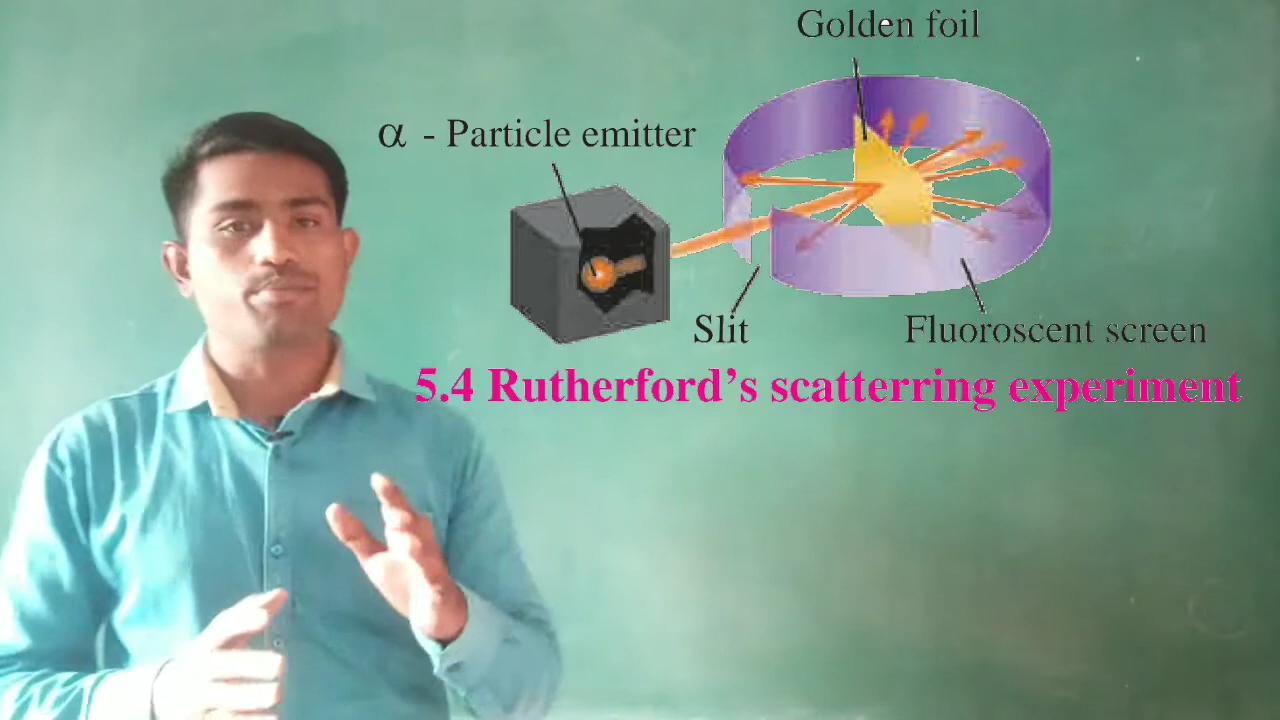 Golden foil
α - Particle emitter
Slit
Fluoroscent screen
5.4 Rutherford’s scatterring experiment